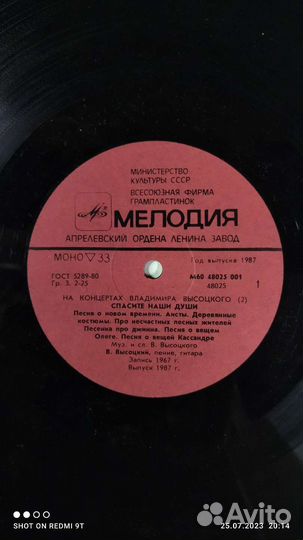 МИНИСТЕРСТВО
КУЛЬТУРЫ СССР
ВСЕСОЮЗНАЯ ФИРМА
ГРАМПЛАСТИНОК
МЕЛОДИЯ
АПРЕЛЕВСКИЙ ОРДЕНА ЛЕНИНА ЗАВОД
МОНО ▽ 33
Год выпуска 1987
ГОСТ 5289-80
М60 48025 001
Гр. 3. 2-25
48025
1
НА КОНЦЕРТАХ ВЛАДИМИРА ВЫСОЦКОГО (2)
СПАСИТЕ НАШИ ДУШИ
Песня о новом времени. Аисты. Деревянные
костюмы. Про несчастных лесных жителей
Песенка про джинна. Песня о вещем
Олеге. Песня о вещей Кассандре
Муз. и сл. В. Высоцкого
В. Высоцкий, пение, гитара
Запись 1967 г.
Выпуск 1987 г.
SHOT ON REDMI 9T
25.07.2023 20:14
Avito